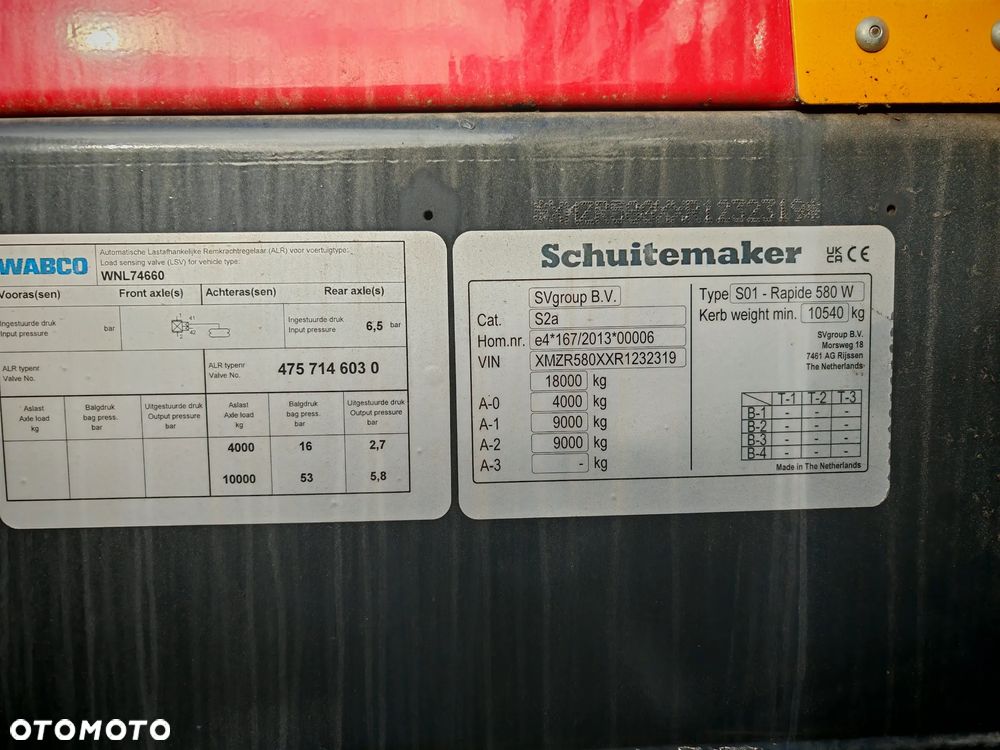 *XMZR580XXR1232319*
WABCO
Automatische Lastafhankelijke Remkrachtregelaar (ALR) voor voertuigtype:
Load sensing valve (LSV) for vehicle type:
WNL74660
Vooras(sen) Front axle(s) Achteras(sen) Rear axle(s)
Ingestuurde druk
Input pressure
bar
1 41
42
2
Ingestuurde druk
Input pressure
6,5 bar
ALR typenr
Valve No.
ALR typenr
Valve No.
475 714 603 0
Aslast Balgdruk Uitgestuurde druk Aslast Balgdruk Uitgestuurde druk
Axle load bag press. Output pressure Axle load bag press. Output pressure
kg bar bar kg bar bar
4000 16 2,7
10000 53 5,8
Schuitemaker UK CA CE
SVgroup B.V.
Cat. S2a
Hom.nr. e4*167/2013*00006
VIN XMZR580XXR1232319
18000 kg
A-0 4000 kg
A-1 9000 kg
A-2 9000 kg
A-3 - kg
Type S01 - Rapide 580 W
Kerb weight min. 10540 kg
SVgroup B.V.
Morsweg 18
7461 AG Rijssen
The Netherlands
T-1 T-2 T-3
B-1 - - -
B-2 - - -
B-3 - - -
B-4 - - -
Made in The Netherlands
OTOMOTO